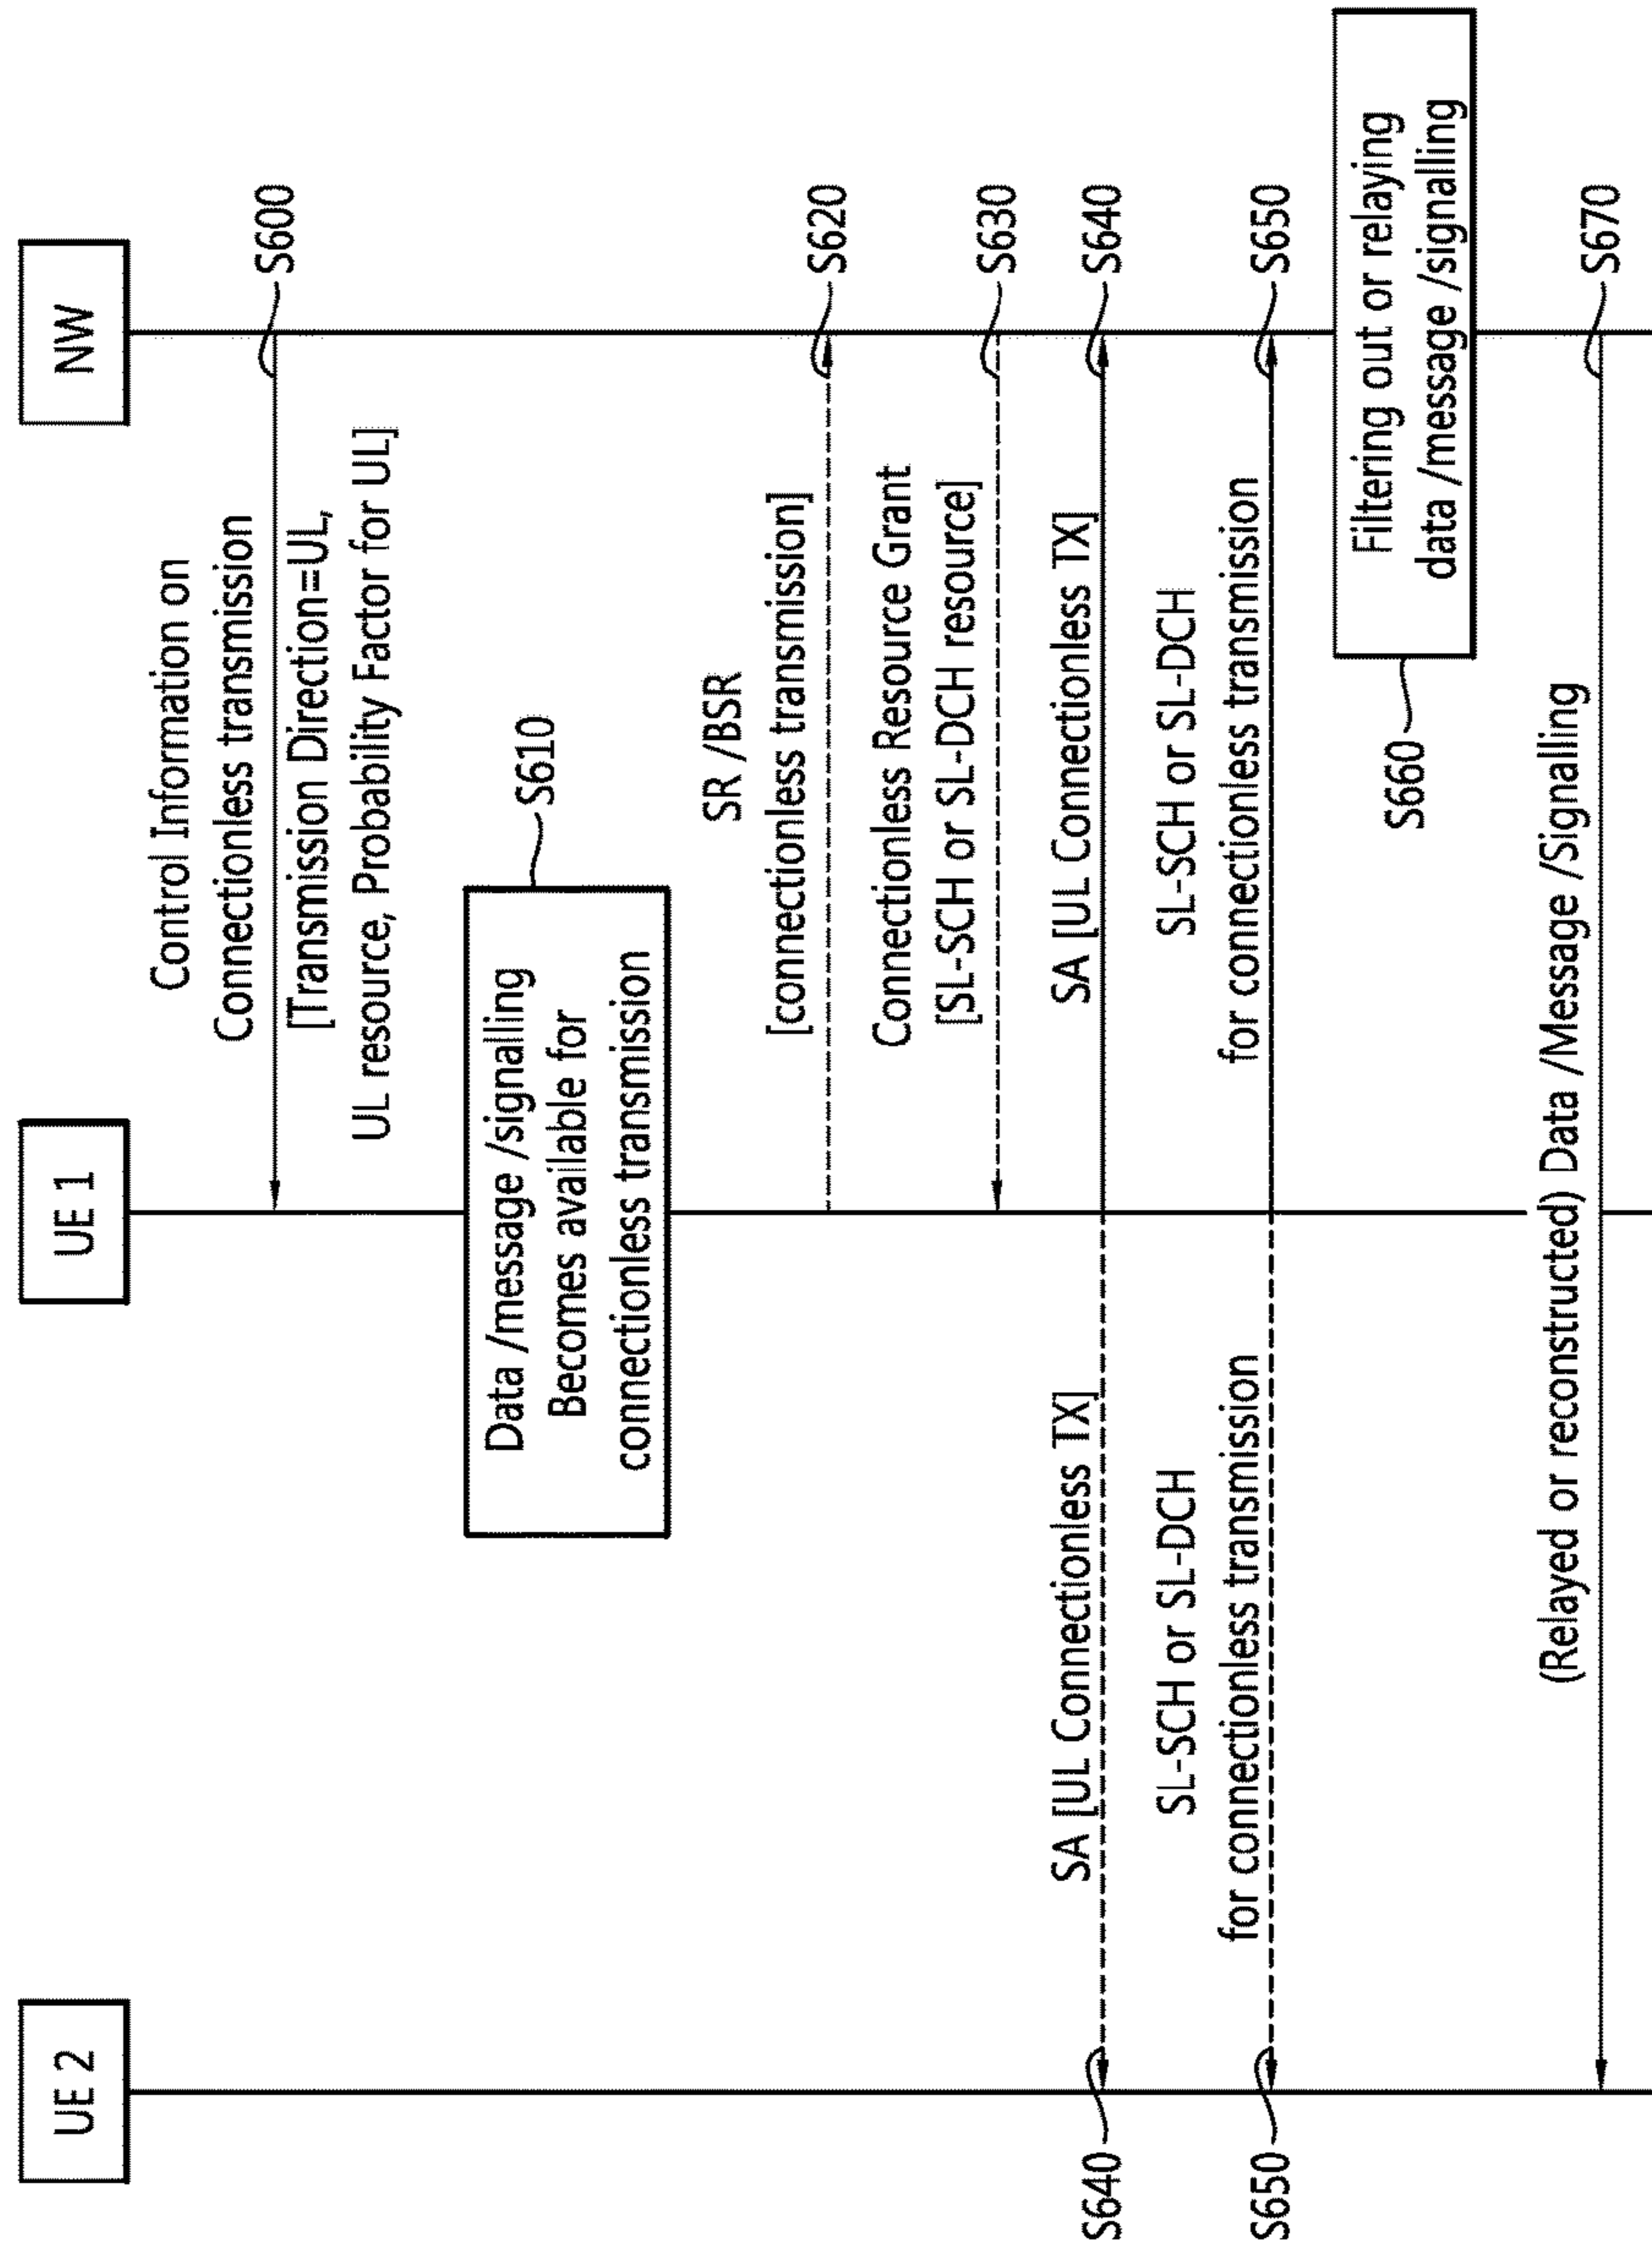 UE 2
UE 1
NW
Control Information on
Connectionless transmission
[Transmission Direction=UL,
UL resource, Probability Factor for UL]
S600
Data /message /signalling
Becomes available for
connectionless transmission
S610
SR /BSR
[connectionless transmission]
S620
Connectionless Resource Grant
[SL-SCH or SL-DCH resource]
S630
S640
SA [UL Connectionless TX]
SA [UL Connectionless TX]
S640
S650
SL-SCH or SL-DCH
for connectionless transmission
SL-SCH or SL-DCH
for connectionless transmission
S650
Filtering out or relaying
data /message /signalling
S660
(Relayed or reconstructed) Data /Message /Signalling
S670